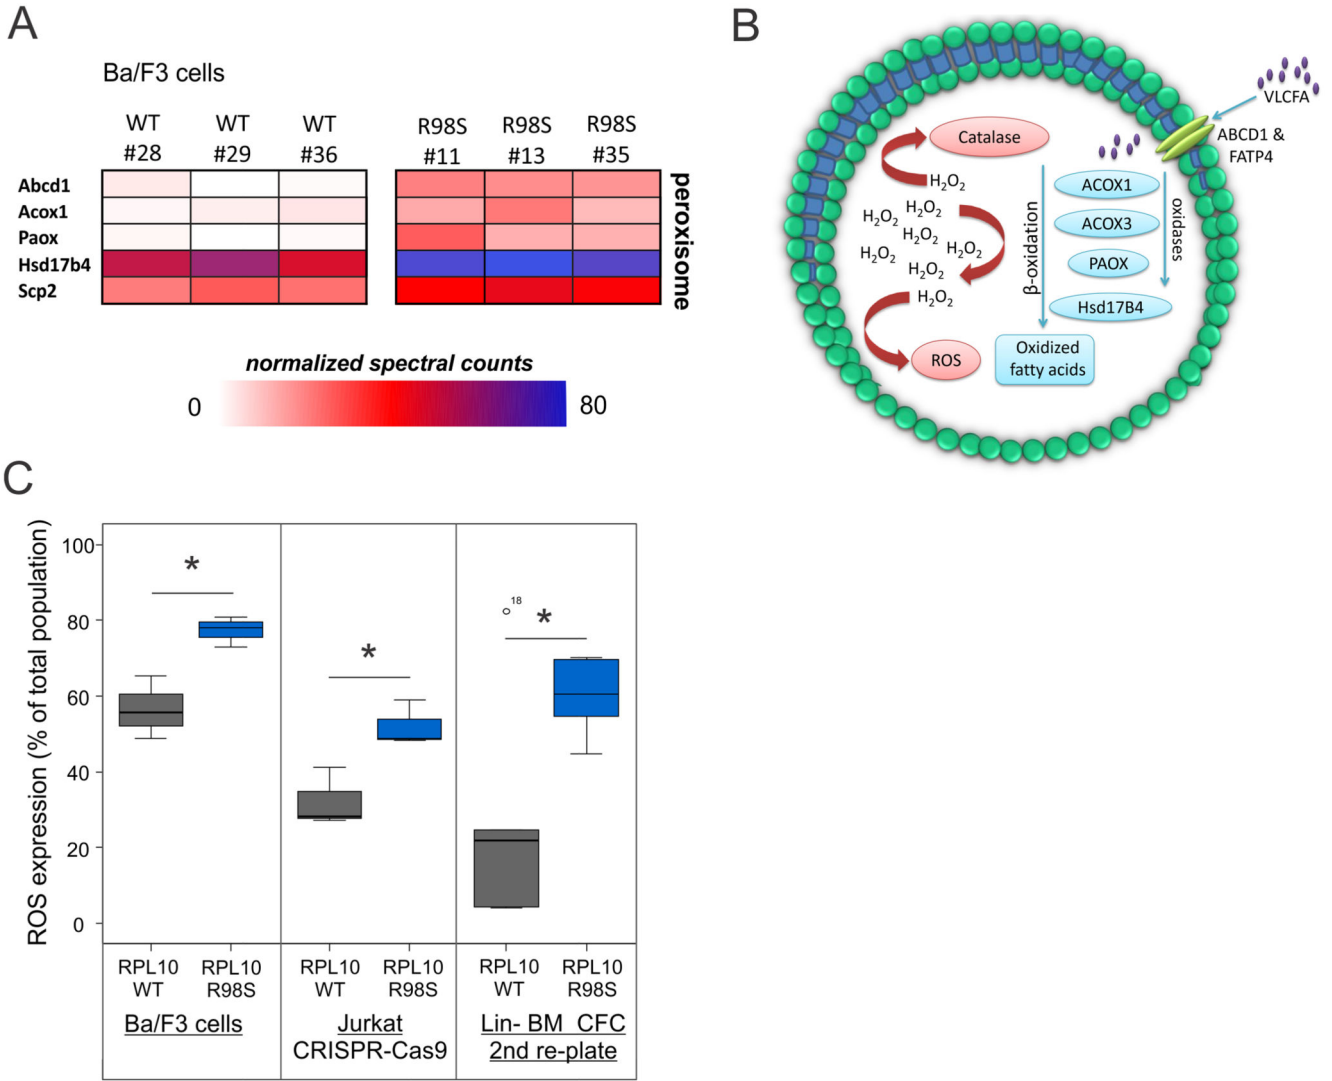 A
Ba/F3 cells
WT WT WT R98S R98S R98S
#28 #29 #36 #11 #13 #35
Abcd1
Acox1
Paox
Hsd17b4
Scp2
peroxisome
normalized spectral counts
0 80
B
VLCFA
ABCD1 &
FATP4
Catalase
H₂O₂
H₂O₂
H₂O₂
H₂O₂
H₂O₂
H₂O₂
H₂O₂
H₂O₂
ROS
β-oxidation
ACOX1
ACOX3
PAOX
Hsd17B4
oxidases
Oxidized
fatty acids
C
ROS expression (% of total population)
100
80
60
40
20
0
*
*
18
*
RPL10 RPL10 RPL10 RPL10 RPL10 RPL10
WT R98S WT R98S WT R98S
Ba/F3 cells
Jurkat
CRISPR-Cas9
Lin- BM CFC
2nd re-plate